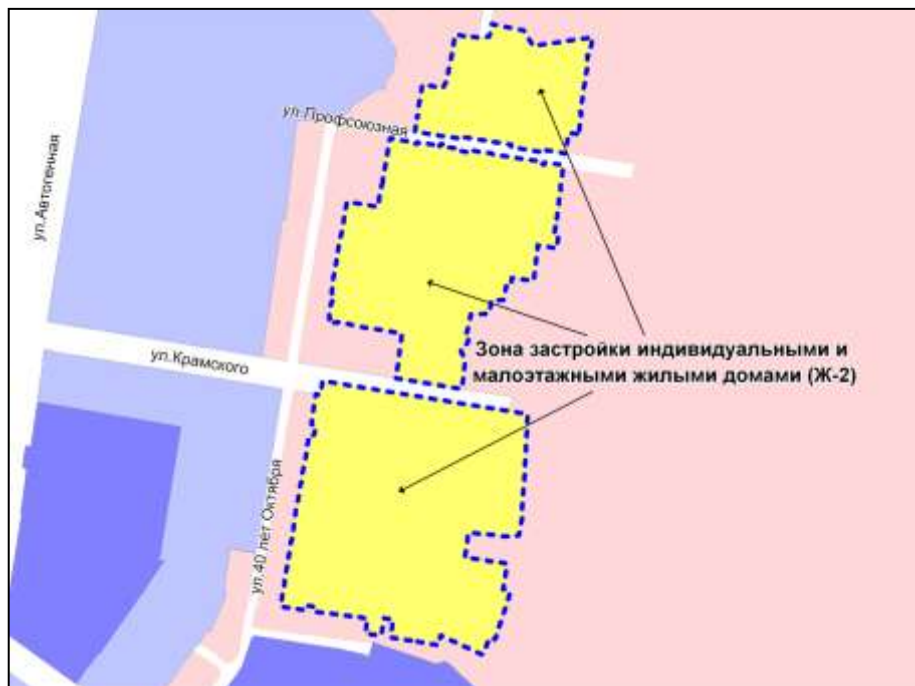 ул.Профсоюзная
ул.Автогенная
ул.Крамского
Зона застройки индивидуальными и
малоэтажными жилыми домами (Ж-2)
ул.40 лет Октября